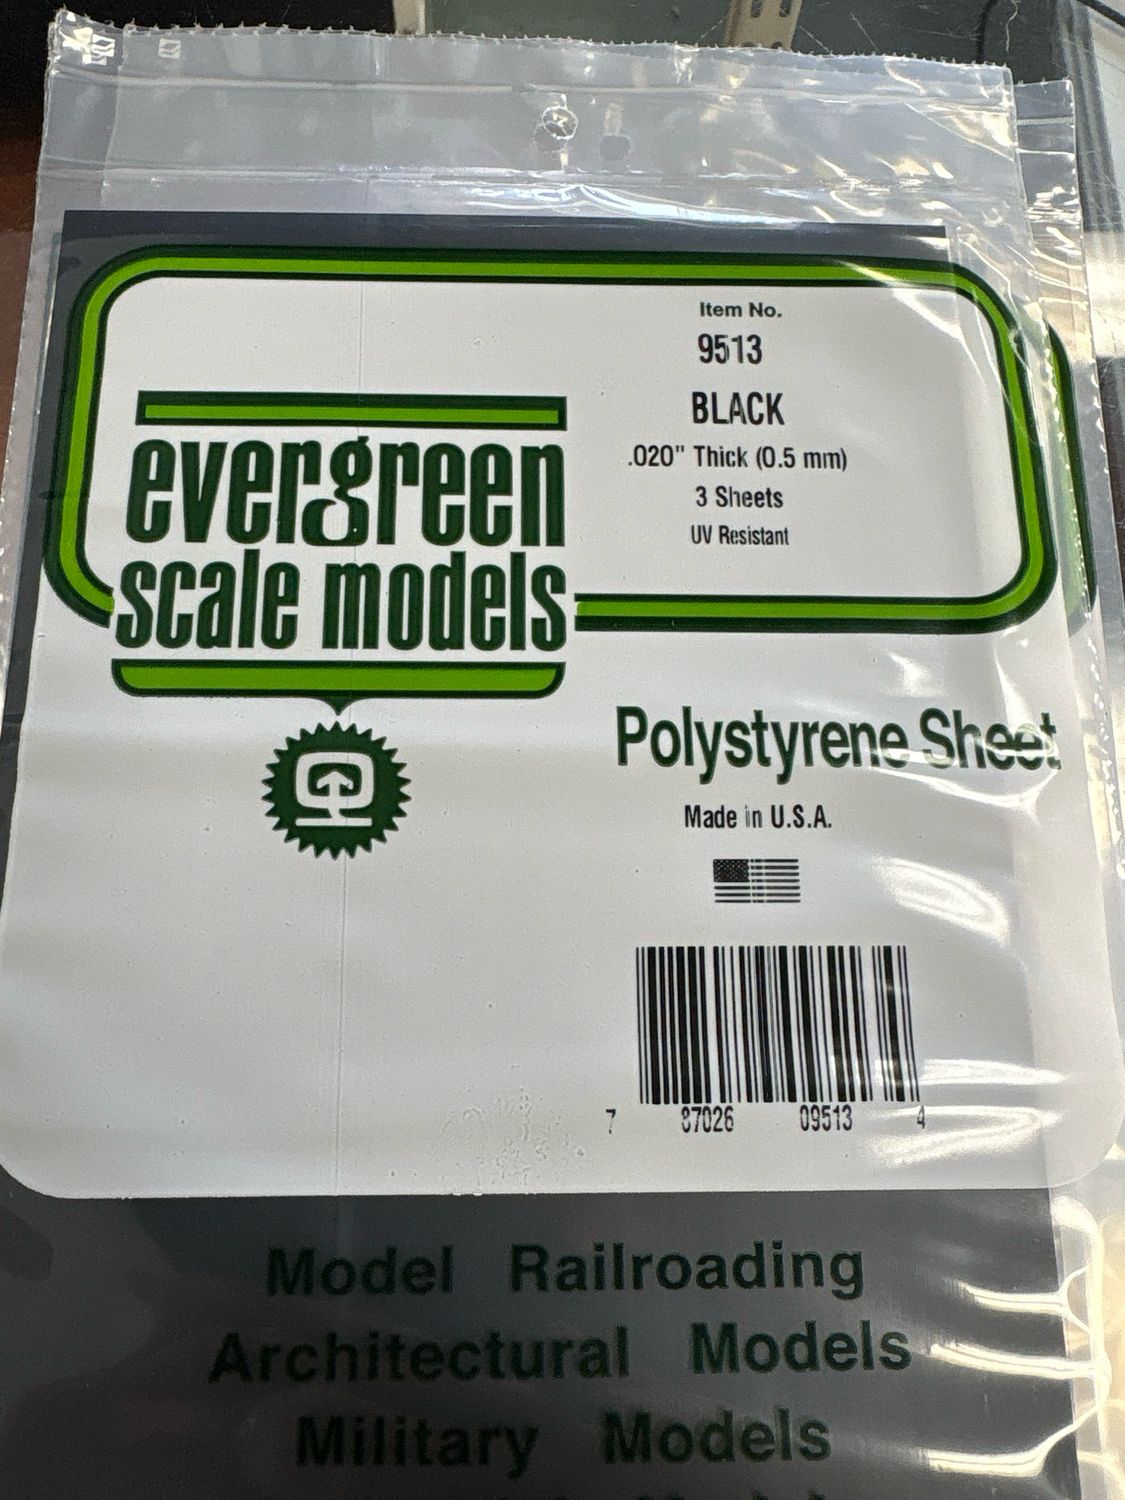 Item No.
9513
BLACK
.020" Thick (0.5 mm)
3 Sheets
UV Resistant
evergreen
scale models
Polystyrene Sheet
Made in U.S.A.
7 87026 09513 4
Model Railroading
Architectural Models
Military Models